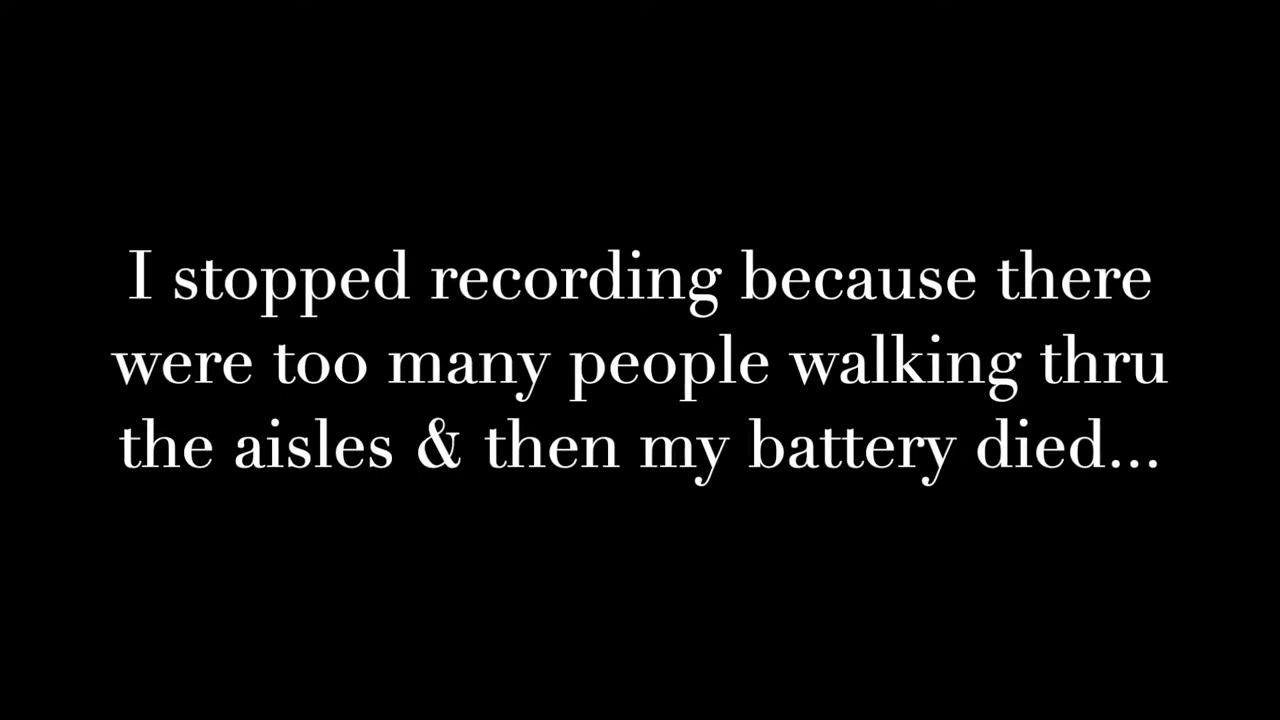 I stopped recording because there
were too many people walking thru
the aisles & then my battery died...